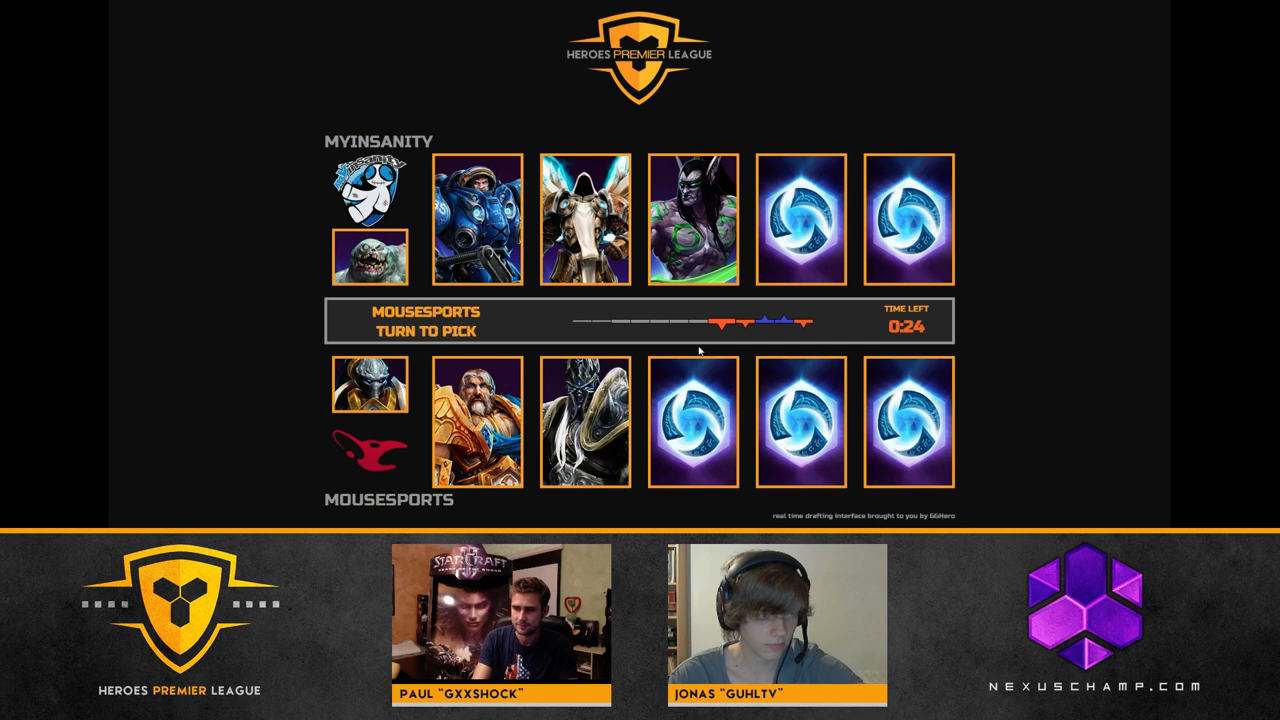 HEROES PREMIER LEAGUE
MYINSANITY
MOUSESPORTS
TURN TO PICK
TIME LEFT
0:24
MOUSESPORTS
real time drafting interface brought to you by GGHero
STARCRAFT
PAUL "GXXSHOCK"
JONAS "GUHLTV"
HEROES PREMIER LEAGUE
NEXUSCHAMP.COM